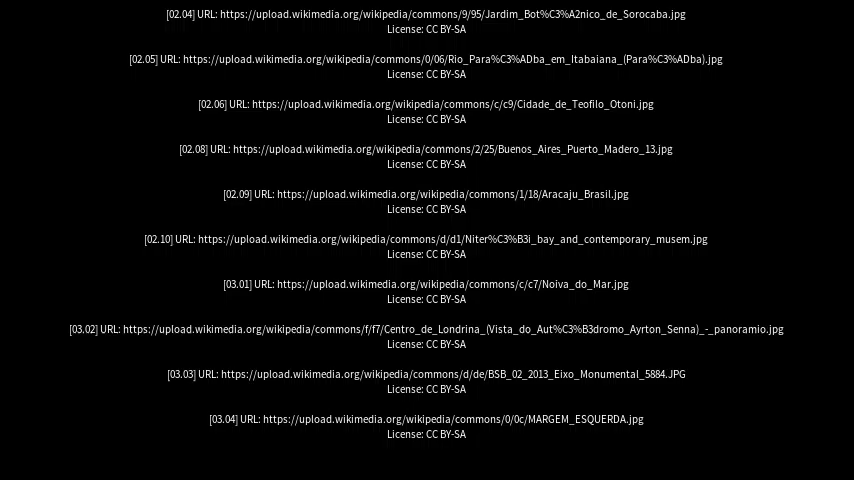 [02.04] URL: https://upload.wikimedia.org/wikipedia/commons/9/95/Jardim_Bot%C3%A2nico_de_Sorocaba.jpg
License: CC BY-SA
[02.05] URL: https://upload.wikimedia.org/wikipedia/commons/0/06/Rio_Para%C3%ADba_em_Itabaiana_(Para%C3%ADba).jpg
License: CC BY-SA
[02.06] URL: https://upload.wikimedia.org/wikipedia/commons/c/c9/Cidade_de_Teofilo_Otoni.jpg
License: CC BY-SA
[02.08] URL: https://upload.wikimedia.org/wikipedia/commons/2/25/Buenos_Aires_Puerto_Madero_13.jpg
License: CC BY-SA
[02.09] URL: https://upload.wikimedia.org/wikipedia/commons/1/18/Aracaju_Brasil.jpg
License: CC BY-SA
[02.10] URL: https://upload.wikimedia.org/wikipedia/commons/d/d1/Niter%C3%B3i_bay_and_contemporary_musem.jpg
License: CC BY-SA
[03.01] URL: https://upload.wikimedia.org/wikipedia/commons/c/c7/Noiva_do_Mar.jpg
License: CC BY-SA
[03.02] URL: https://upload.wikimedia.org/wikipedia/commons/f/f7/Centro_de_Londrina_(Vista_do_Aut%C3%B3dromo_Ayrton_Senna)_-_panoramio.jpg
License: CC BY-SA
[03.03] URL: https://upload.wikimedia.org/wikipedia/commons/d/de/BSB_02_2013_Eixo_Monumental_5884.JPG
License: CC BY-SA
[03.04] URL: https://upload.wikimedia.org/wikipedia/commons/0/0c/MARGEM_ESQUERDA.jpg
License: CC BY-SA